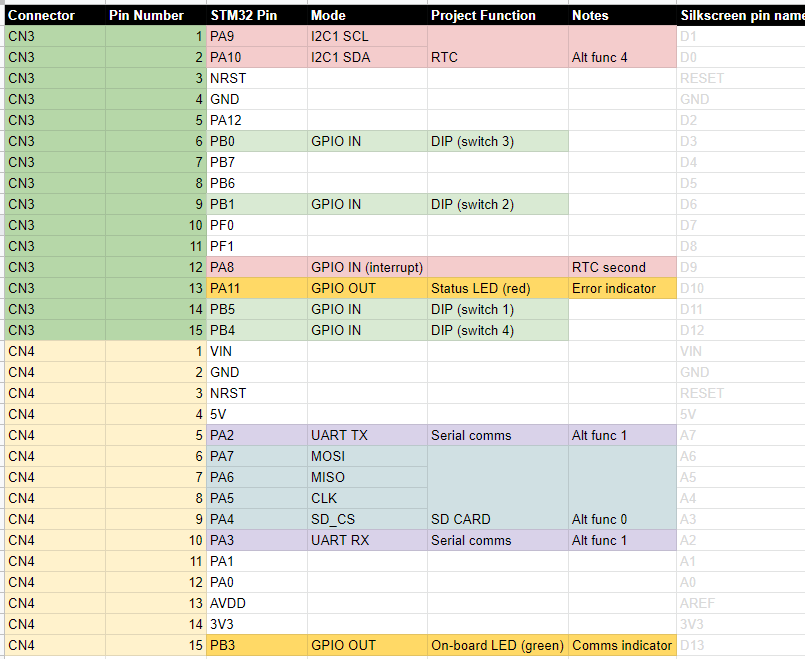 Connector Pin Number STM32 Pin Mode Project Function Notes Silkscreen pin name
CN3 1 PA9 I2C1 SCL D1
CN3 2 PA10 I2C1 SDA RTC Alt func 4 D0
CN3 3 NRST RESET
CN3 4 GND GND
CN3 5 PA12 D2
CN3 6 PB0 GPIO IN DIP (switch 3) D3
CN3 7 PB7 D4
CN3 8 PB6 D5
CN3 9 PB1 GPIO IN DIP (switch 2) D6
CN3 10 PF0 D7
CN3 11 PF1 D8
CN3 12 PA8 GPIO IN (interrupt) RTC second D9
CN3 13 PA11 GPIO OUT Status LED (red) Error indicator D10
CN3 14 PB5 GPIO IN DIP (switch 1) D11
CN3 15 PB4 GPIO IN DIP (switch 4) D12
CN4 1 VIN VIN
CN4 2 GND GND
CN4 3 NRST RESET
CN4 4 5V 5V
CN4 5 PA2 UART TX Serial comms Alt func 1 A7
CN4 6 PA7 MOSI A6
CN4 7 PA6 MISO A5
CN4 8 PA5 CLK A4
CN4 9 PA4 SD_CS SD CARD Alt func 0 A3
CN4 10 PA3 UART RX Serial comms Alt func 1 A2
CN4 11 PA1 A1
CN4 12 PA0 A0
CN4 13 AVDD AREF
CN4 14 3V3 3V3
CN4 15 PB3 GPIO OUT On-board LED (green) Comms indicator D13